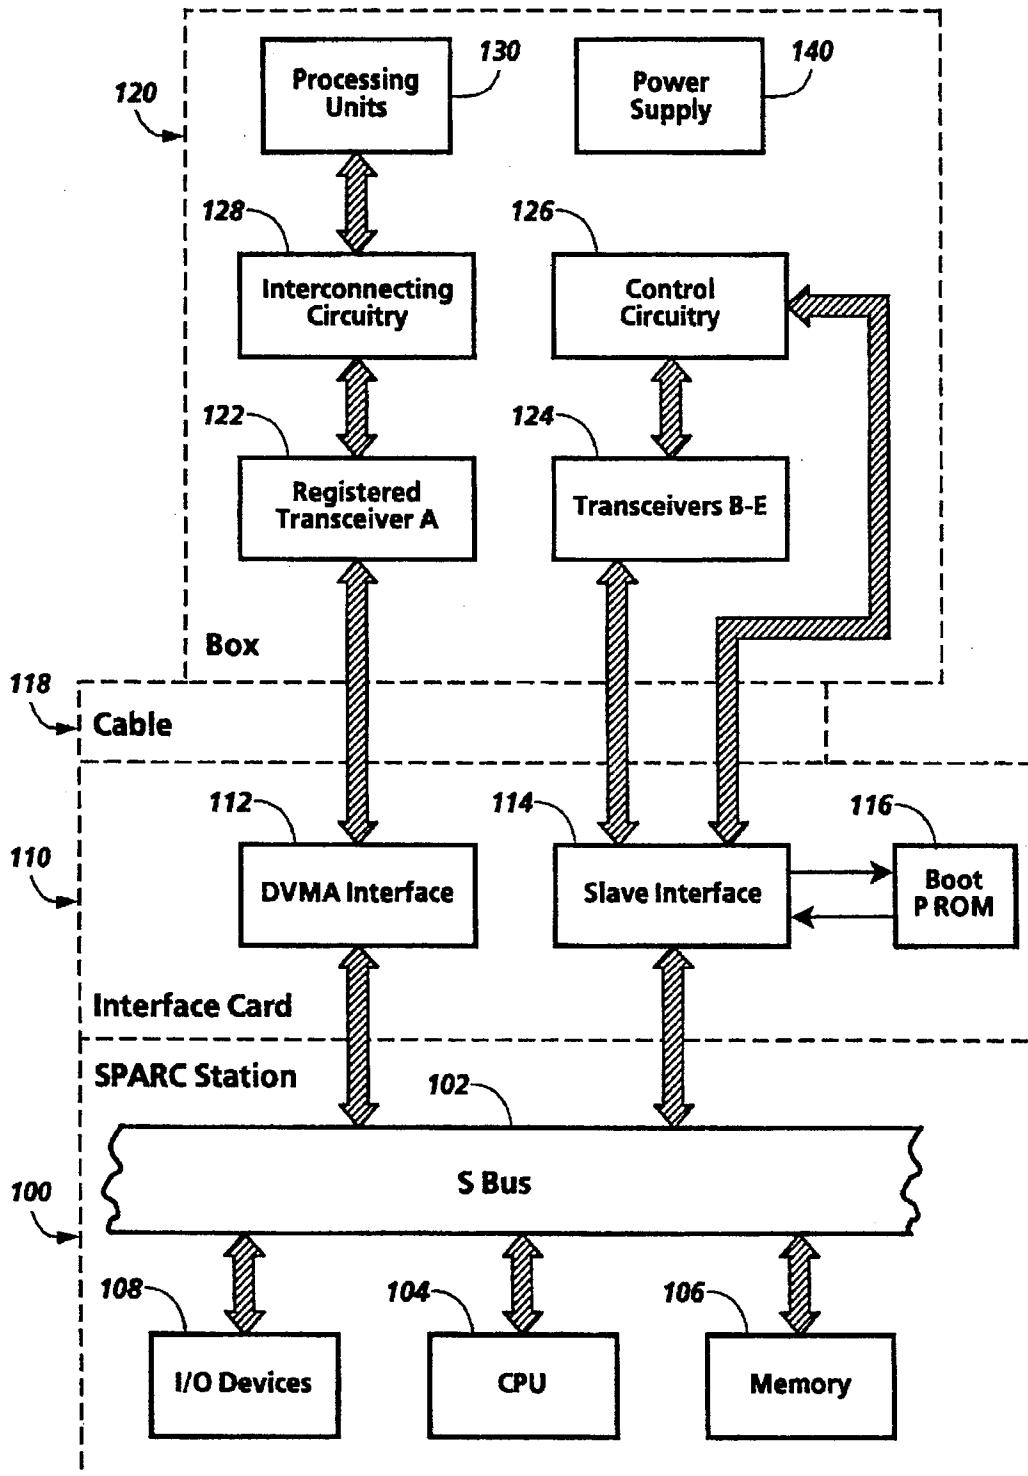 130
140
Processing
Units
Power
Supply
120
128
126
Interconnecting
Circuitry
Control
Circuitry
122
124
Registered
Transceiver A
Transceivers B-E
Box
118
Cable
112
114
116
110
DVMA Interface
Slave Interface
Boot
PROM
Interface Card
SPARC Station
102
S Bus
100
108
104
106
I/O Devices
CPU
Memory